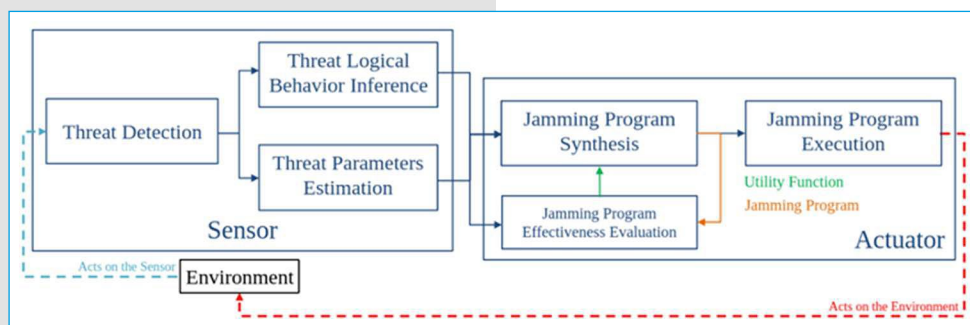 Threat Detection
Threat Logical
Behavior Inference
Threat Parameters
Estimation
Sensor
Jamming Program
Synthesis
Jamming Program
Effectiveness Evaluation
Jamming Program
Execution
Utility Function
Jamming Program
Actuator
Acts on the Sensor
Environment
Acts on the Environment